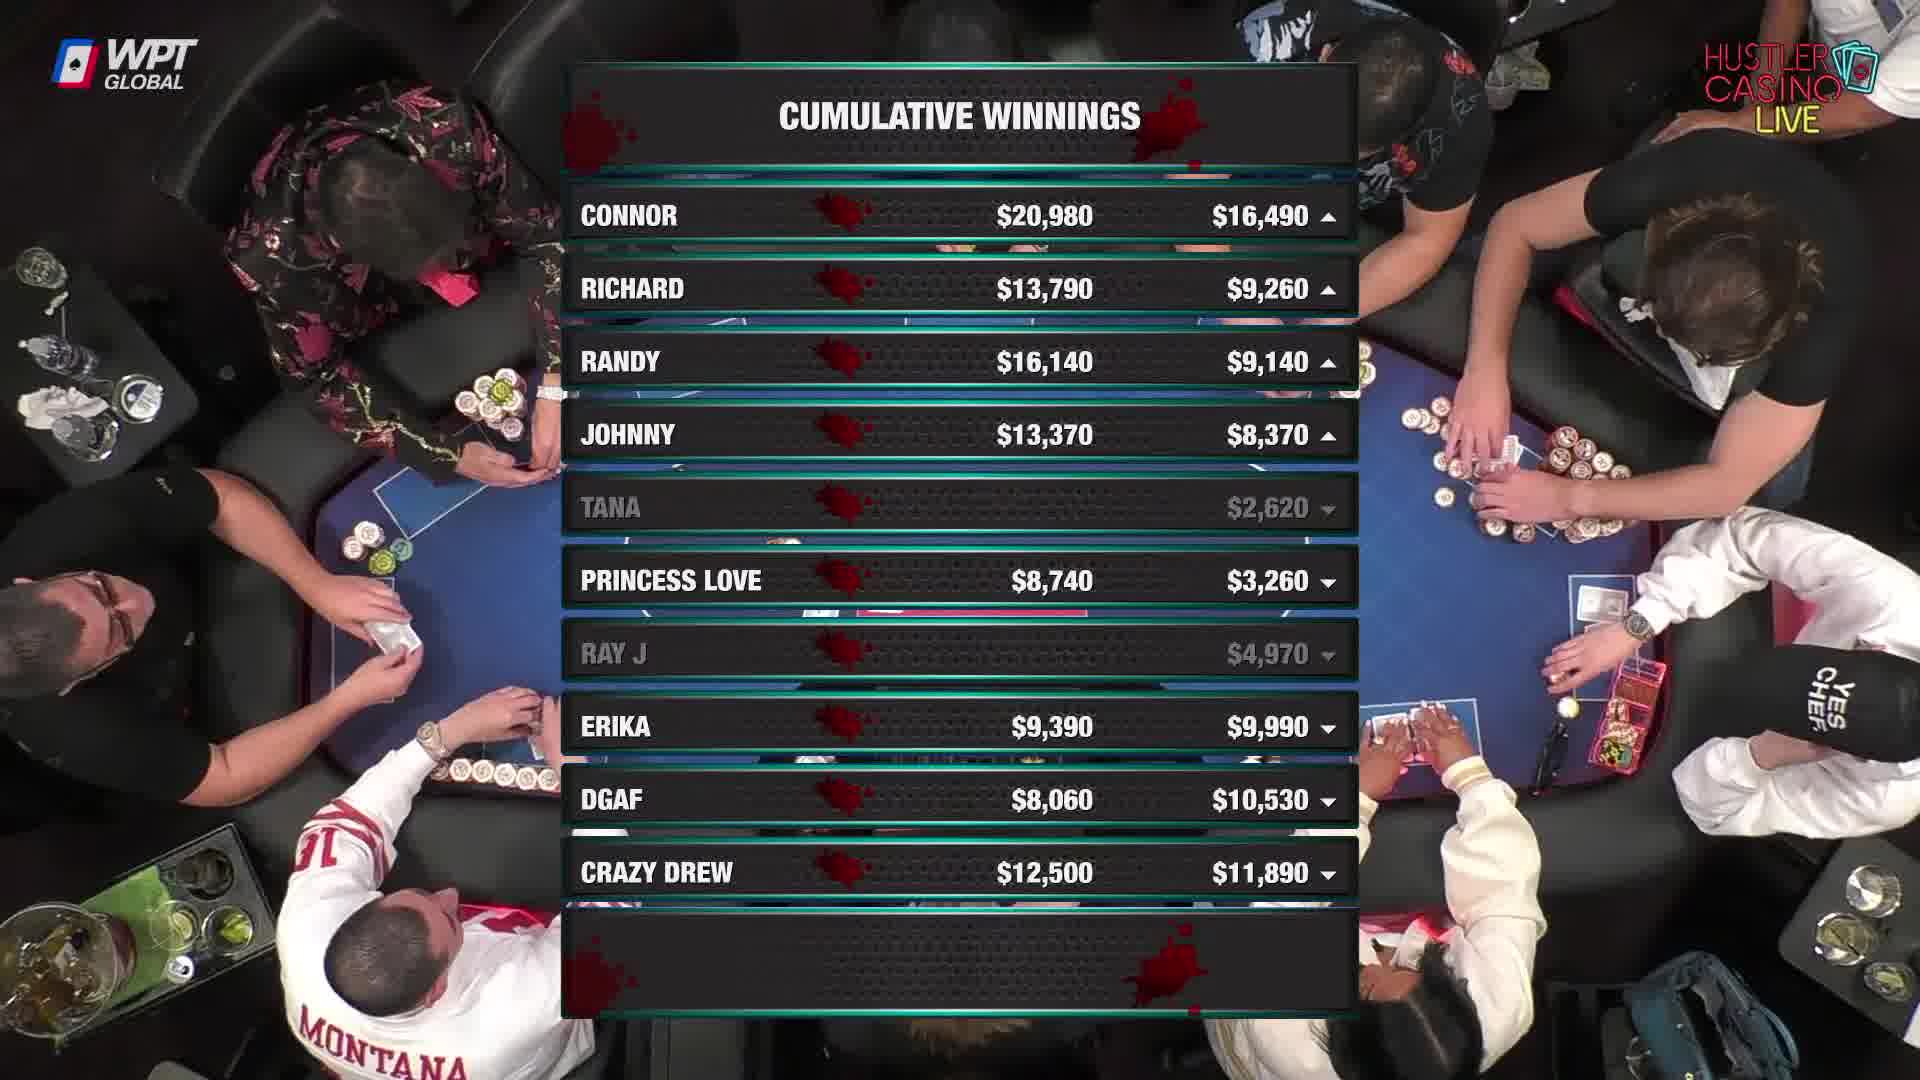 WPT
GLOBAL
HUSTLER
CASINO
LIVE
CUMULATIVE WINNINGS
CONNOR $20,980 $16,490
RICHARD $13,790 $9,260
RANDY $16,140 $9,140
JOHNNY $13,370 $8,370
TANA $2,620
PRINCESS LOVE $8,740 $3,260
RAY J $4,970
ERIKA $9,390 $9,990
DGAF $8,060 $10,530
CRAZY DREW $12,500 $11,890
YES
CHEF
16
MONTANA